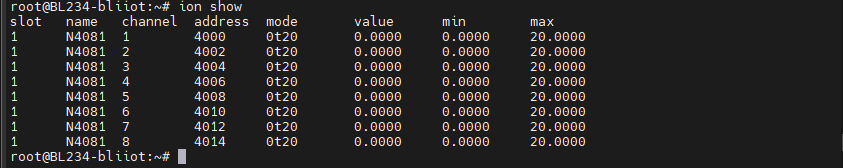 root@BL234-bliiot:~# ion show
slot name channel address mode value min max
1 N4081 1 4000 0t20 0.0000 0.0000 20.0000
1 N4081 2 4002 0t20 0.0000 0.0000 20.0000
1 N4081 3 4004 0t20 0.0000 0.0000 20.0000
1 N4081 4 4006 0t20 0.0000 0.0000 20.0000
1 N4081 5 4008 0t20 0.0000 0.0000 20.0000
1 N4081 6 4010 0t20 0.0000 0.0000 20.0000
1 N4081 7 4012 0t20 0.0000 0.0000 20.0000
1 N4081 8 4014 0t20 0.0000 0.0000 20.0000
root@BL234-bliiot:~#